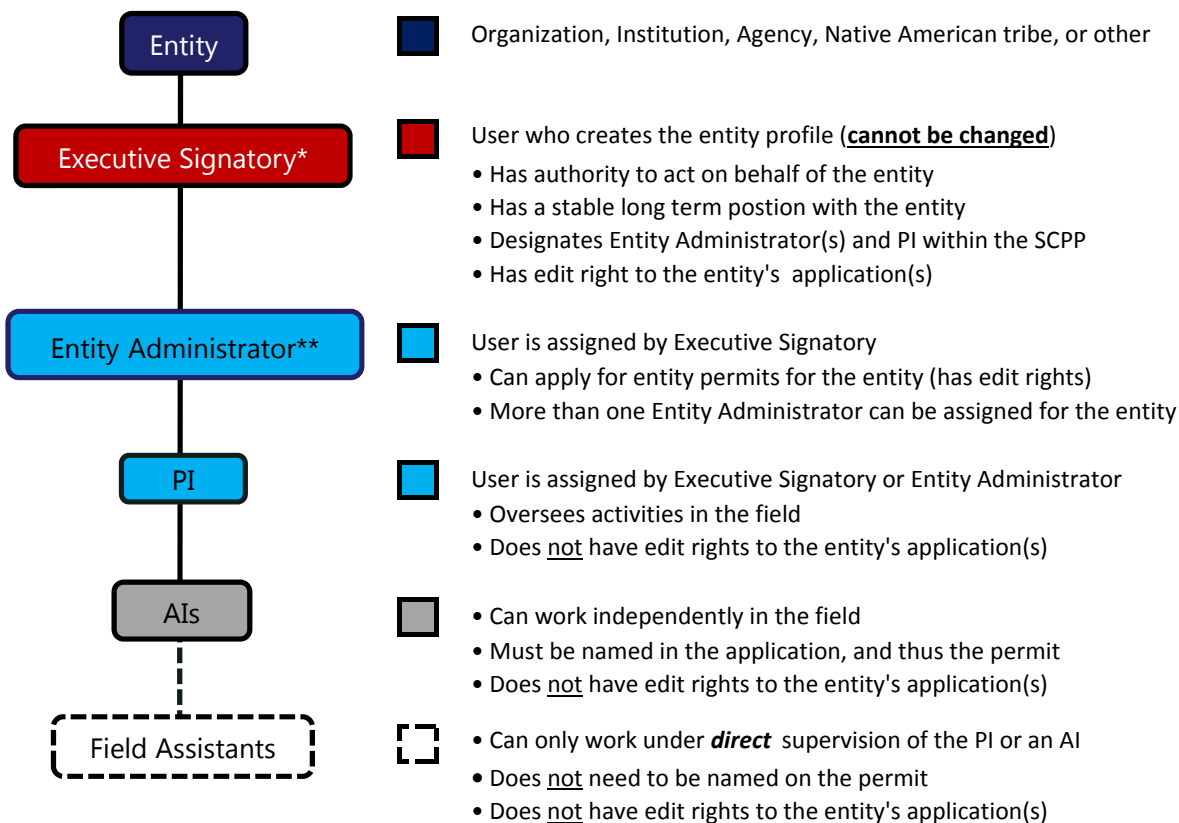 Entity
Organization, Institution, Agency, Native American tribe, or other
Executive Signatory*
User who creates the entity profile (cannot be changed)
• Has authority to act on behalf of the entity
• Has a stable long term postion with the entity
• Designates Entity Administrator(s) and PI within the SCPP
• Has edit right to the entity's application(s)
Entity Administrator**
User is assigned by Executive Signatory
• Can apply for entity permits for the entity (has edit rights)
• More than one Entity Administrator can be assigned for the entity
PI
User is assigned by Executive Signatory or Entity Administrator
• Oversees activities in the field
• Does not have edit rights to the entity's application(s)
AIs
• Can work independently in the field
• Must be named in the application, and thus the permit
• Does not have edit rights to the entity's application(s)
Field Assistants
• Can only work under direct supervision of the PI or an AI
• Does not need to be named on the permit
• Does not have edit rights to the entity's application(s)